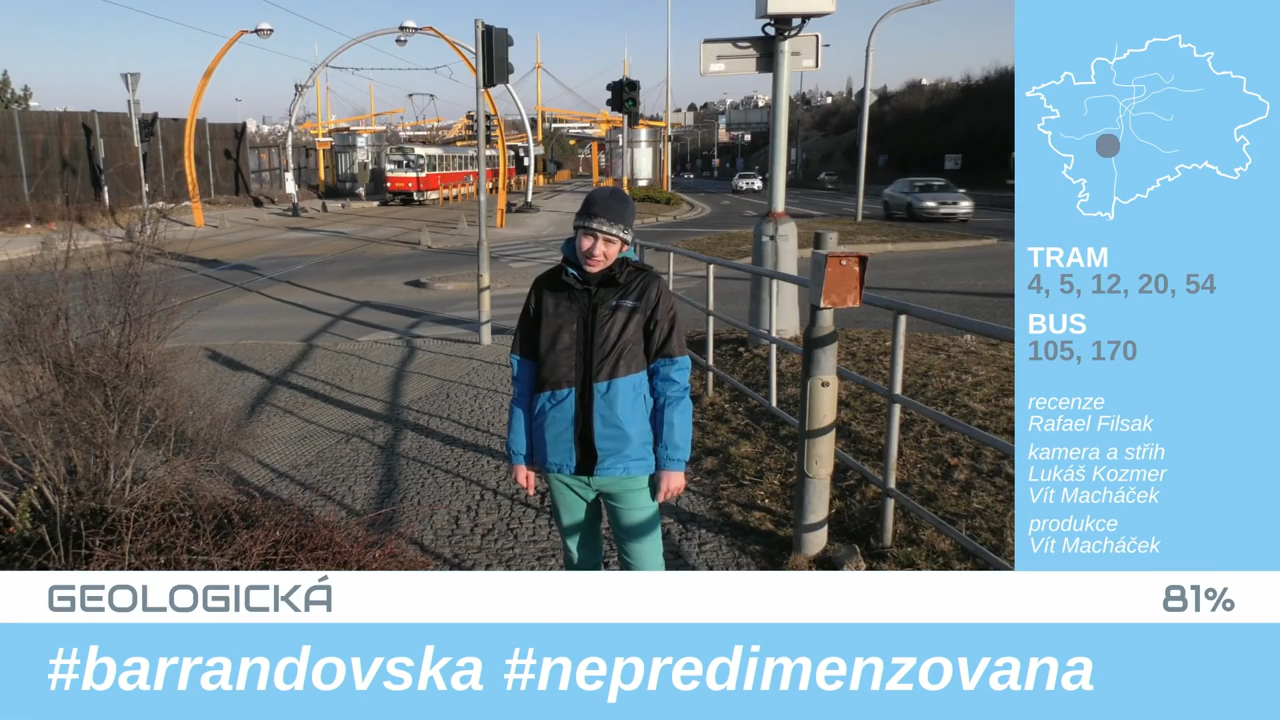 TRAM
4, 5, 12, 20, 54
BUS
105, 170
recenze
Rafael Filsak
kamera a střih
Lukáš Kozmer
Vít Macháček
produkce
Vít Macháček
GEOLOGICKÁ
81%
#barrandovska #nepredimenzovana